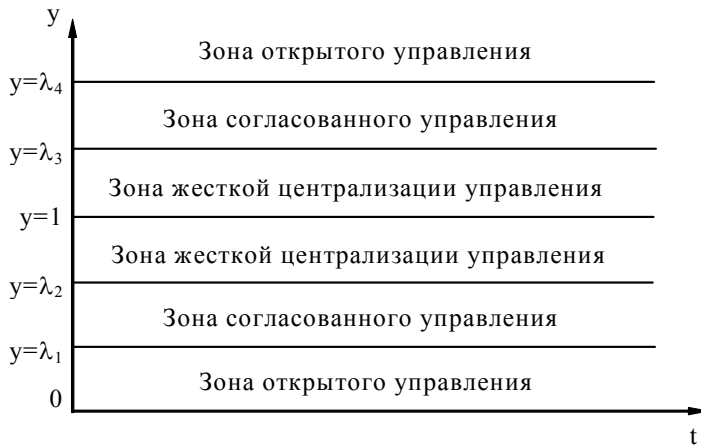 y
Зона открытого управления
y=λ₄
Зона согласованного управления
y=λ₃
Зона жесткой централизации управления
y=1
Зона жесткой централизации управления
y=λ₂
Зона согласованного управления
y=λ₁
Зона открытого управления
0
t